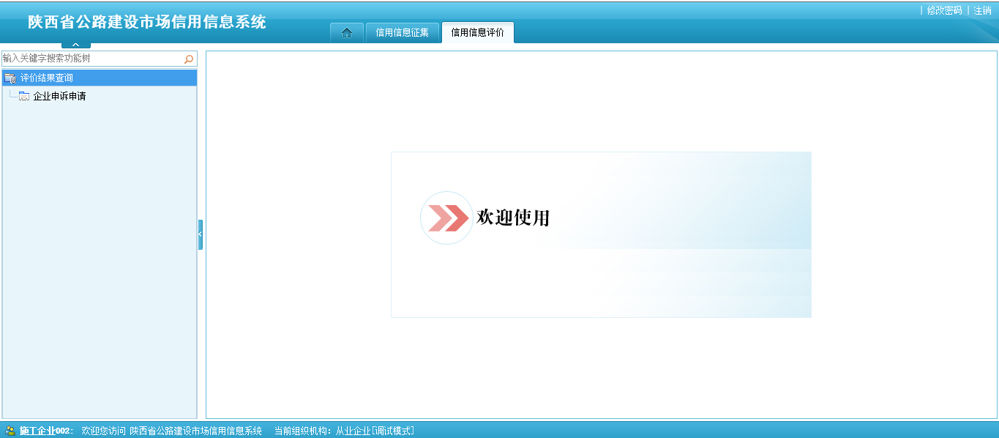 修改密码 | 注销
陕西省公路建设市场信用信息系统
信用信息征集 信用信息评价
输入关键字搜索功能树
评价结果查询
企业申诉申请
欢迎使用
施工企业002: 欢迎您访问 陕西省公路建设市场信用信息系统 当前组织机构: 从业企业[调试模式]